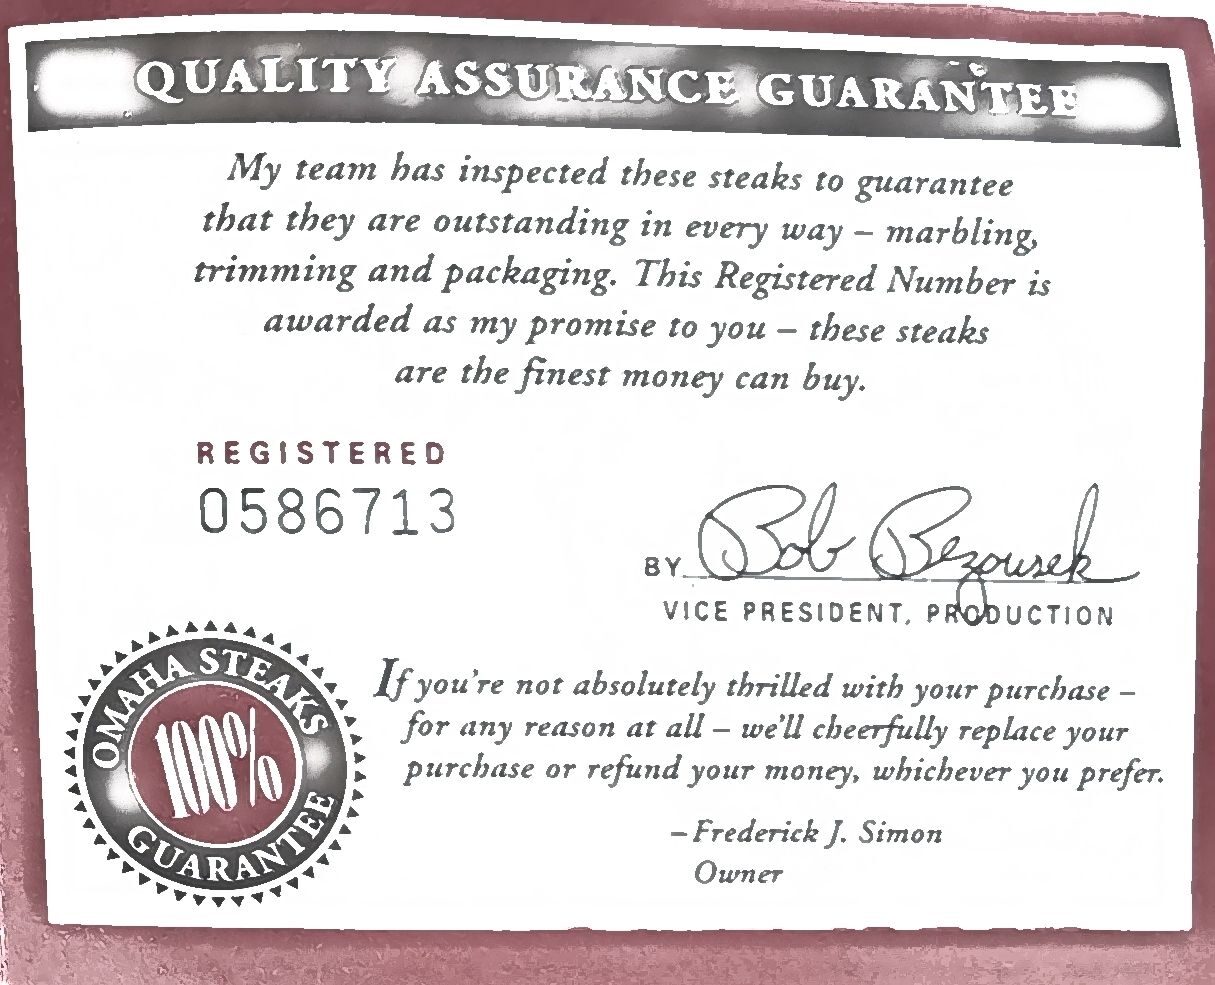 QUALITY ASSURANCE GUARANTEE
My team has inspected these steaks to guarantee
that they are outstanding in every way – marbling,
trimming and packaging. This Registered Number is
awarded as my promise to you – these steaks
are the finest money can buy.
REGISTERED
0586713
BY Bob Bezousek
VICE PRESIDENT, PRODUCTION
OMAHA STEAKS
100%
GUARANTEE
If you're not absolutely thrilled with your purchase –
for any reason at all – we'll cheerfully replace your
purchase or refund your money, whichever you prefer.
– Frederick J. Simon
Owner